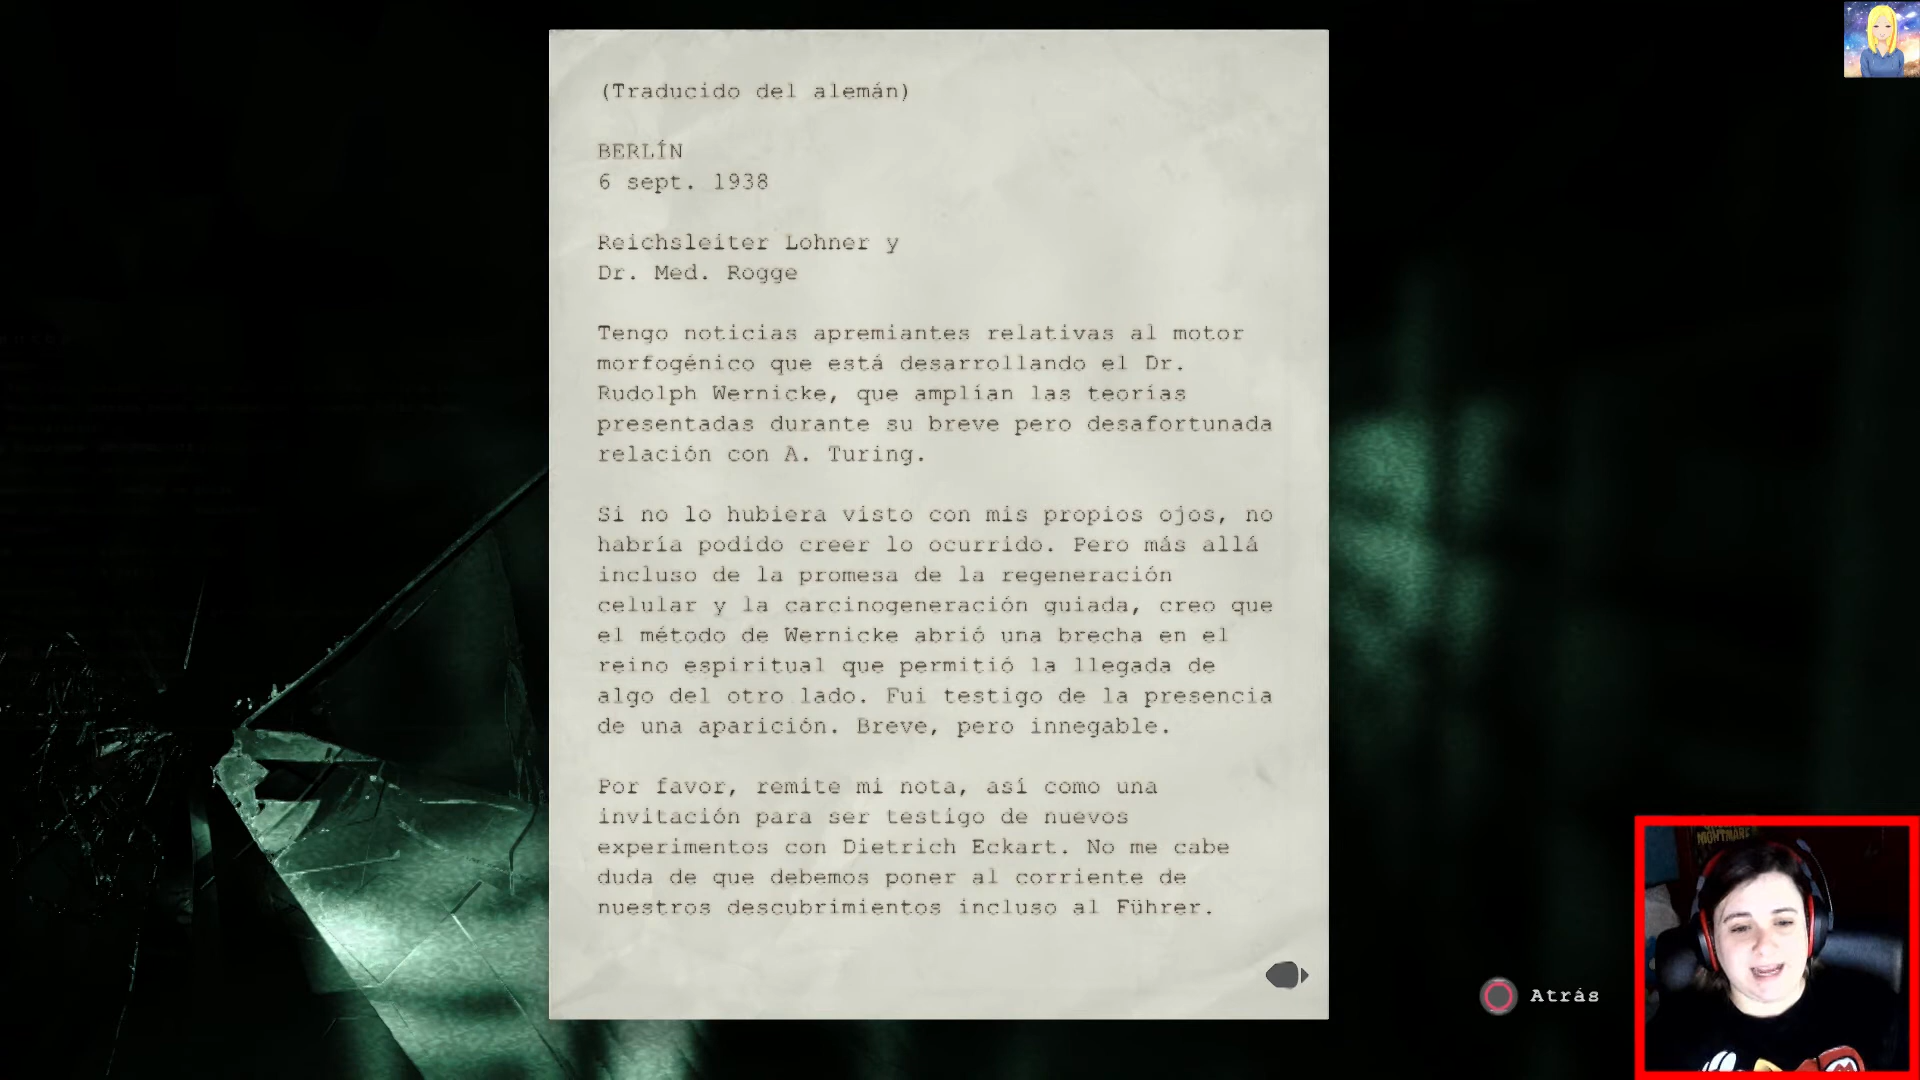 (Traducido del alemán)
BERLÍN
6 sept. 1938
Reichsleiter Lohner y
Dr. Med. Rogge
Tengo noticias apremiantes relativas al motor
morfogénico que está desarrollando el Dr.
Rudolph Wernicke, que amplían las teorías
presentadas durante su breve pero desafortunada
relación con A. Turing.
Si no lo hubiera visto con mis propios ojos, no
habría podido creer lo ocurrido. Pero más allá
incluso de la promesa de la regeneración
celular y la carcinogeneración guiada, creo que
el método de Wernicke abrió una brecha en el
reino espiritual que permitió la llegada de
algo del otro lado. Fui testigo de la presencia
de una aparición. Breve, pero innegable.
Por favor, remite mi nota, así como una
invitación para ser testigo de nuevos
experimentos con Dietrich Eckart. No me cabe
duda de que debemos poner al corriente de
nuestros descubrimientos incluso al Führer.
Atrás
NIGHTMARE